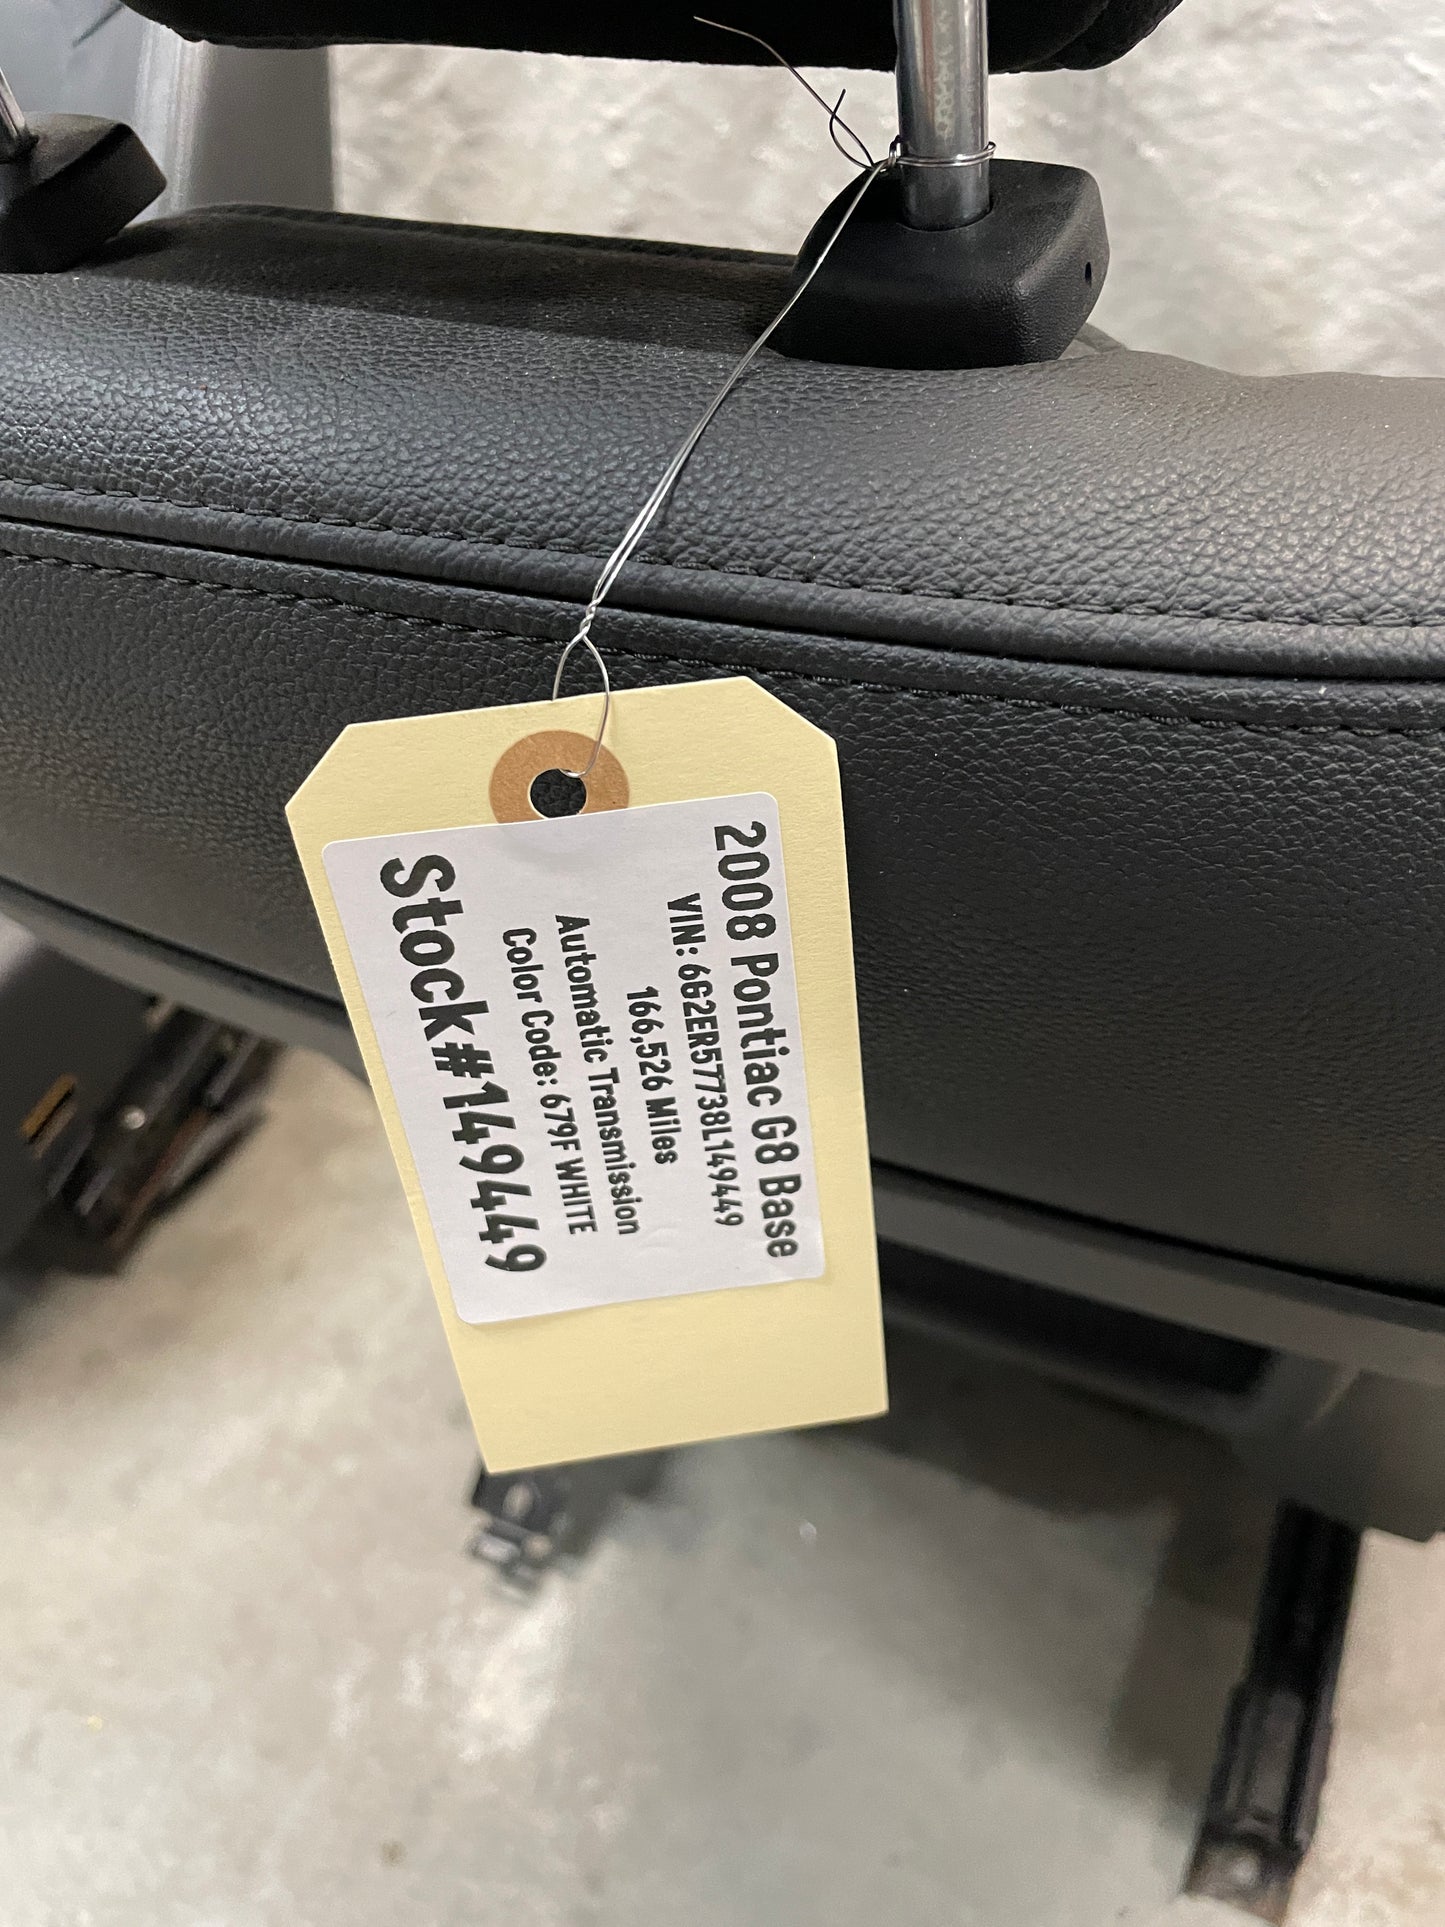 2008 Pontiac G8 Base
VIN: 6G2ER57738L149449
166,526 Miles
Automatic Transmission
Color Code: 679F WHITE
Stock#149449